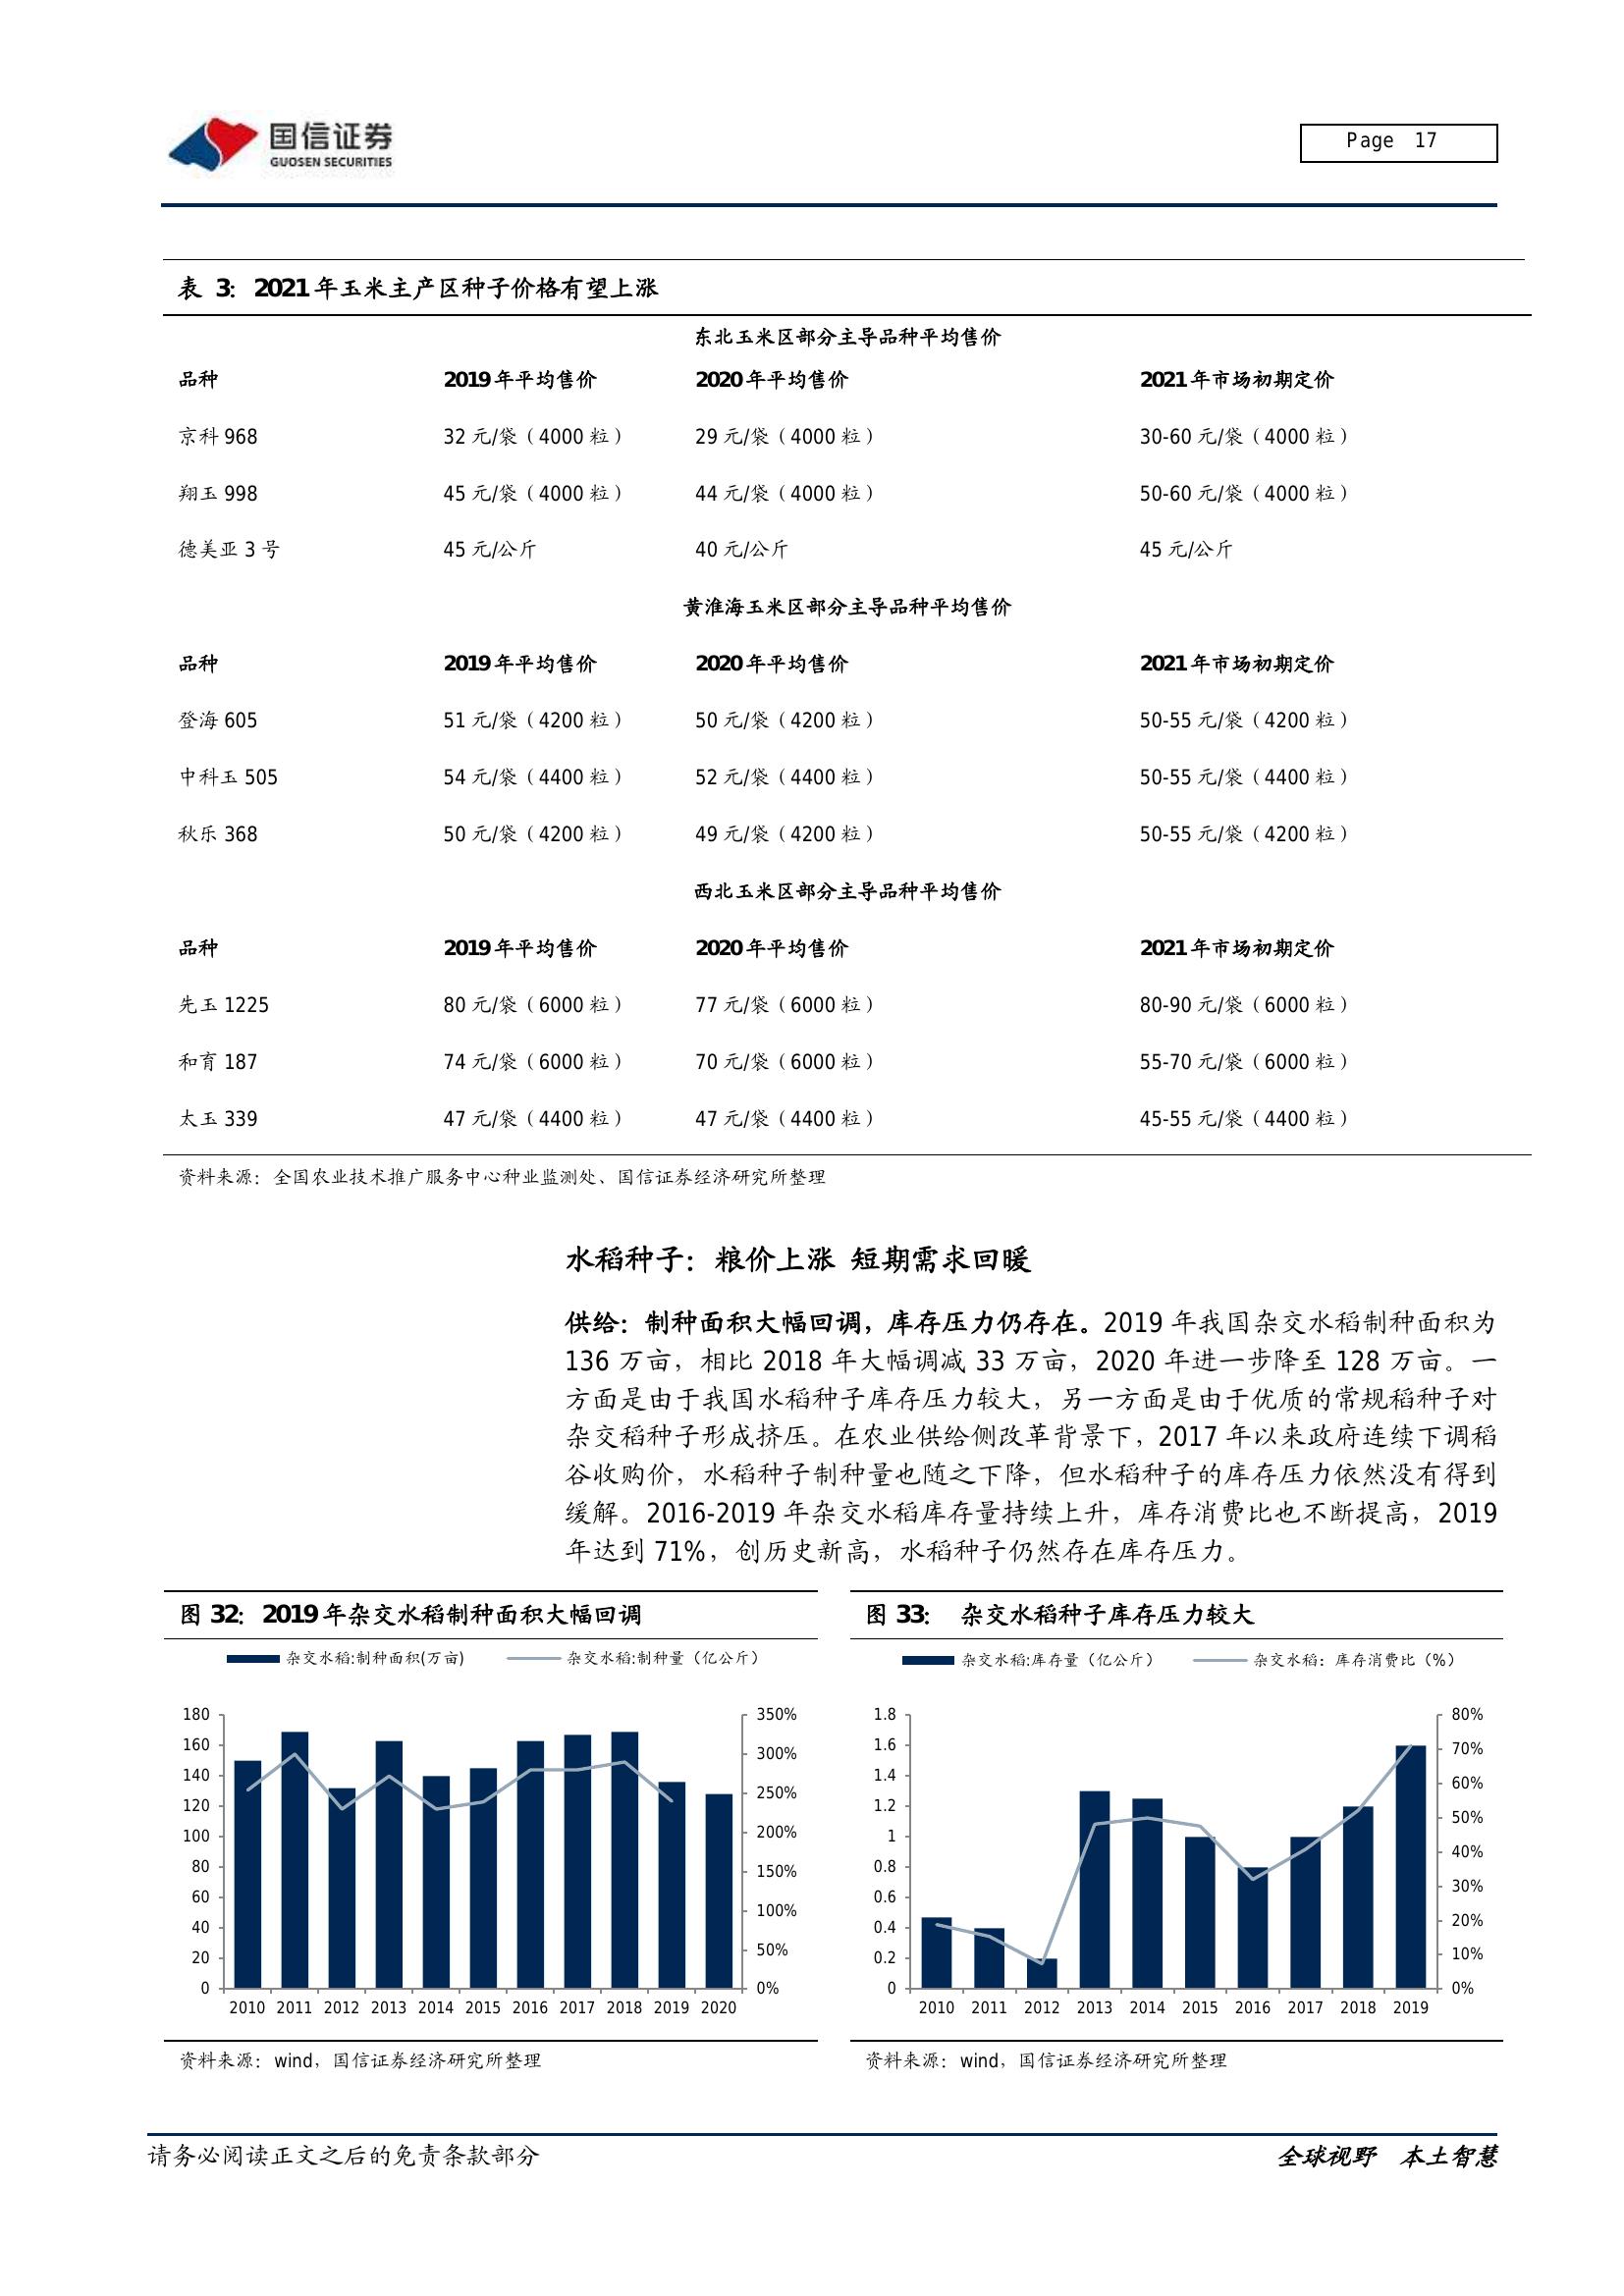 国信证券
GUOSEN SECURITIES
Page 17
表 3：2021 年玉米主产区种子价格有望上涨
东北玉米区部分主导品种平均售价
品种 2019 年平均售价 2020 年平均售价 2021 年市场初期定价
京科 968 32 元/袋（4000 粒） 29 元/袋（4000 粒） 30-60 元/袋（4000 粒）
翔玉 998 45 元/袋（4000 粒） 44 元/袋（4000 粒） 50-60 元/袋（4000 粒）
德美亚 3 号 45 元/公斤 40 元/公斤 45 元/公斤
黄淮海玉米区部分主导品种平均售价
品种 2019 年平均售价 2020 年平均售价 2021 年市场初期定价
登海 605 51 元/袋（4200 粒） 50 元/袋（4200 粒） 50-55 元/袋（4200 粒）
中科玉 505 54 元/袋（4400 粒） 52 元/袋（4400 粒） 50-55 元/袋（4400 粒）
秋乐 368 50 元/袋（4200 粒） 49 元/袋（4200 粒） 50-55 元/袋（4200 粒）
西北玉米区部分主导品种平均售价
品种 2019 年平均售价 2020 年平均售价 2021 年市场初期定价
先玉 1225 80 元/袋（6000 粒） 77 元/袋（6000 粒） 80-90 元/袋（6000 粒）
和育 187 74 元/袋（6000 粒） 70 元/袋（6000 粒） 55-70 元/袋（6000 粒）
太玉 339 47 元/袋（4400 粒） 47 元/袋（4400 粒） 45-55 元/袋（4400 粒）
资料来源：全国农业技术推广服务中心种业监测处、国信证券经济研究所整理
水稻种子：粮价上涨 短期需求回暖
供给：制种面积大幅回调，库存压力仍存在。2019 年我国杂交水稻制种面积为
136 万亩，相比 2018 年大幅调减 33 万亩，2020 年进一步降至 128 万亩。一
方面是由于我国水稻种子库存压力较大，另一方面是由于优质的常规稻种子对
杂交稻种子形成挤压。在农业供给侧改革背景下，2017 年以来政府连续下调稻
谷收购价，水稻种子制种量也随之下降，但水稻种子的库存压力依然没有得到
缓解。2016-2019 年杂交水稻库存量持续上升，库存消费比也不断提高，2019
年达到 71%，创历史新高，水稻种子仍然存在库存压力。
图 32：2019 年杂交水稻制种面积大幅回调
杂交水稻:制种面积(万亩) 杂交水稻:制种量（亿公斤）
180 350%
160 300%
140 250%
120 200%
100 150%
80 100%
60 50%
40 0%
20
0
2010 2011 2012 2013 2014 2015 2016 2017 2018 2019 2020
资料来源：wind，国信证券经济研究所整理
图 33： 杂交水稻种子库存压力较大
杂交水稻:库存量（亿公斤） 杂交水稻：库存消费比（%）
1.8 80%
1.6 70%
1.4 60%
1.2 50%
1 40%
0.8 30%
0.6 20%
0.4 10%
0.2 0%
0
2010 2011 2012 2013 2014 2015 2016 2017 2018 2019
资料来源：wind，国信证券经济研究所整理
请务必阅读正文之后的免责条款部分
全球视野 本土智慧